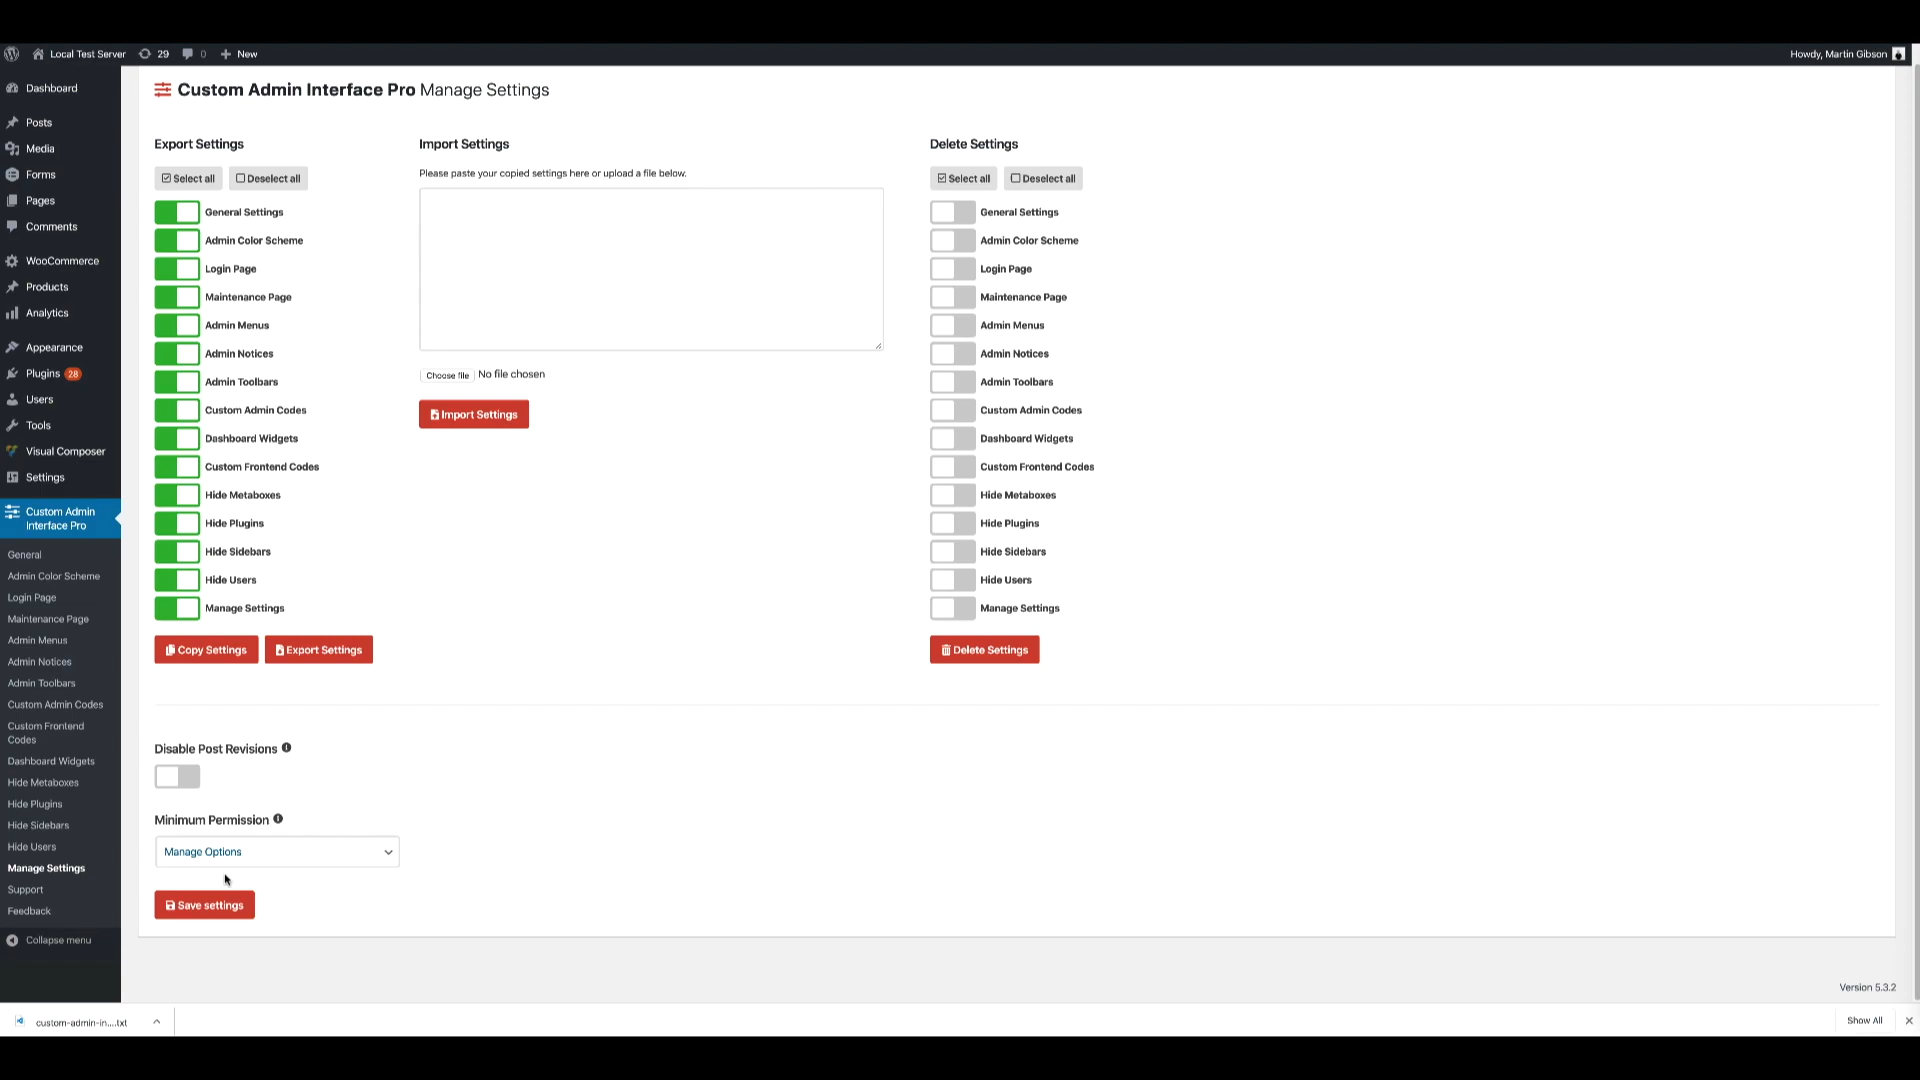 Local Test Server
29
0
New
Howdy, Martin Gibson
Dashboard
Posts
Media
Forms
Pages
Comments
WooCommerce
Products
Analytics
Appearance
Plugins 28
Users
Tools
Visual Composer
Settings
Custom Admin
Interface Pro
General
Admin Color Scheme
Login Page
Maintenance Page
Admin Menus
Admin Notices
Admin Toolbars
Custom Admin Codes
Custom Frontend
Codes
Dashboard Widgets
Hide Metaboxes
Hide Plugins
Hide Sidebars
Hide Users
Manage Settings
Support
Feedback
Collapse menu
Custom Admin Interface Pro Manage Settings
Export Settings
Select all
Deselect all
General Settings
Admin Color Scheme
Login Page
Maintenance Page
Admin Menus
Admin Notices
Admin Toolbars
Custom Admin Codes
Dashboard Widgets
Custom Frontend Codes
Hide Metaboxes
Hide Plugins
Hide Sidebars
Hide Users
Manage Settings
Copy Settings
Export Settings
Import Settings
Please paste your copied settings here or upload a file below.
Choose file No file chosen
Import Settings
Delete Settings
Select all
Deselect all
General Settings
Admin Color Scheme
Login Page
Maintenance Page
Admin Menus
Admin Notices
Admin Toolbars
Custom Admin Codes
Dashboard Widgets
Custom Frontend Codes
Hide Metaboxes
Hide Plugins
Hide Sidebars
Hide Users
Manage Settings
Delete Settings
Disable Post Revisions
Minimum Permission
Manage Options
Save settings
Version 5.3.2
custom-admin-in....txt
Show All